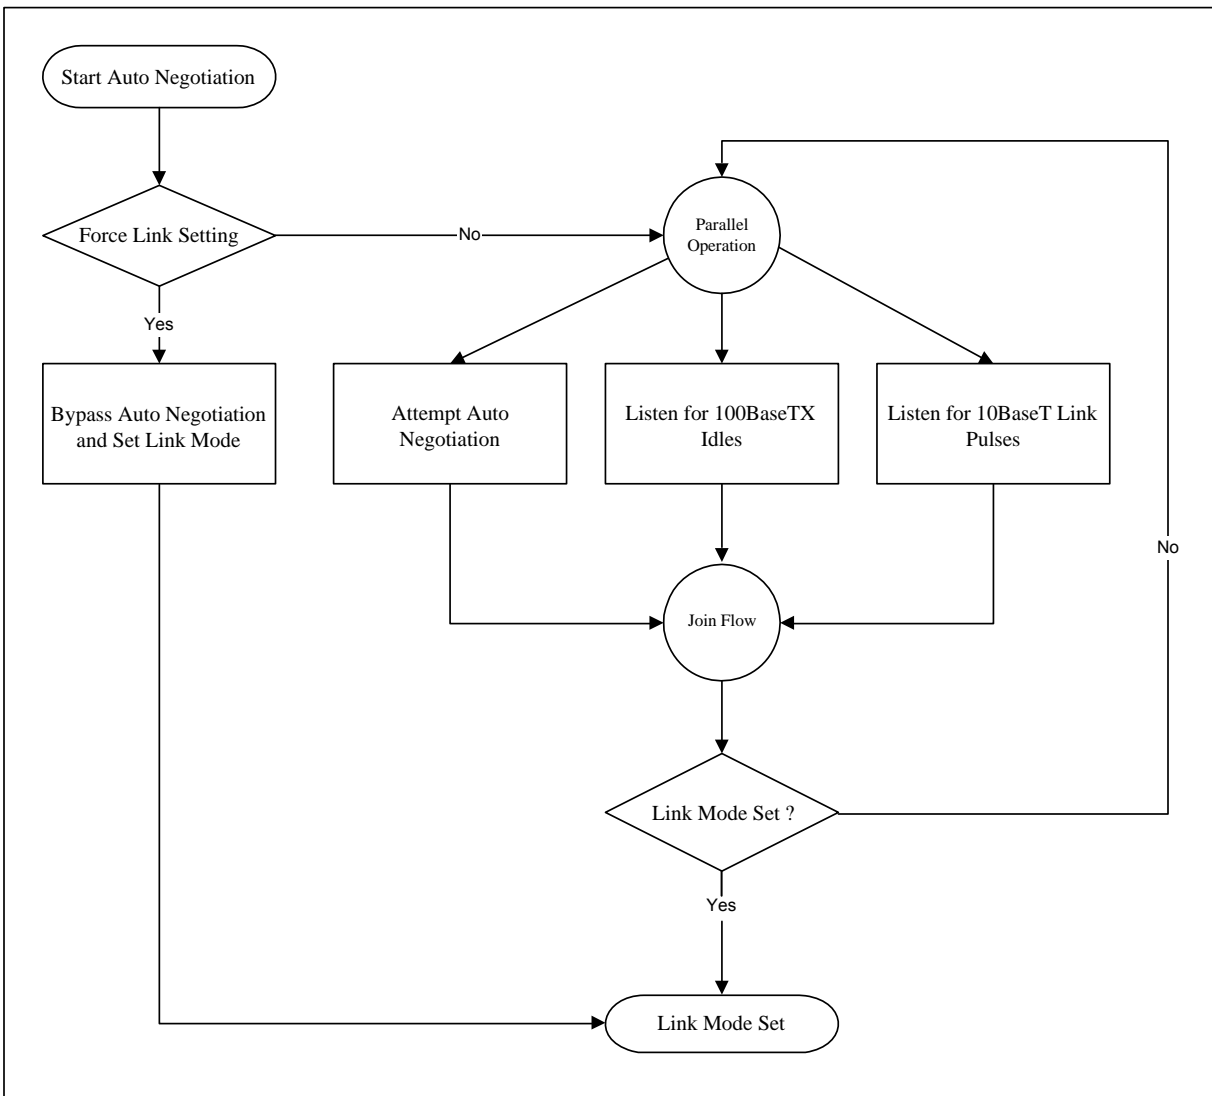 Start Auto Negotiation
Force Link Setting
No
Parallel
Operation
Yes
Bypass Auto Negotiation
and Set Link Mode
Attempt Auto
Negotiation
Listen for 100BaseTX
Idles
Listen for 10BaseT Link
Pulses
No
Join Flow
Link Mode Set ?
Yes
Link Mode Set